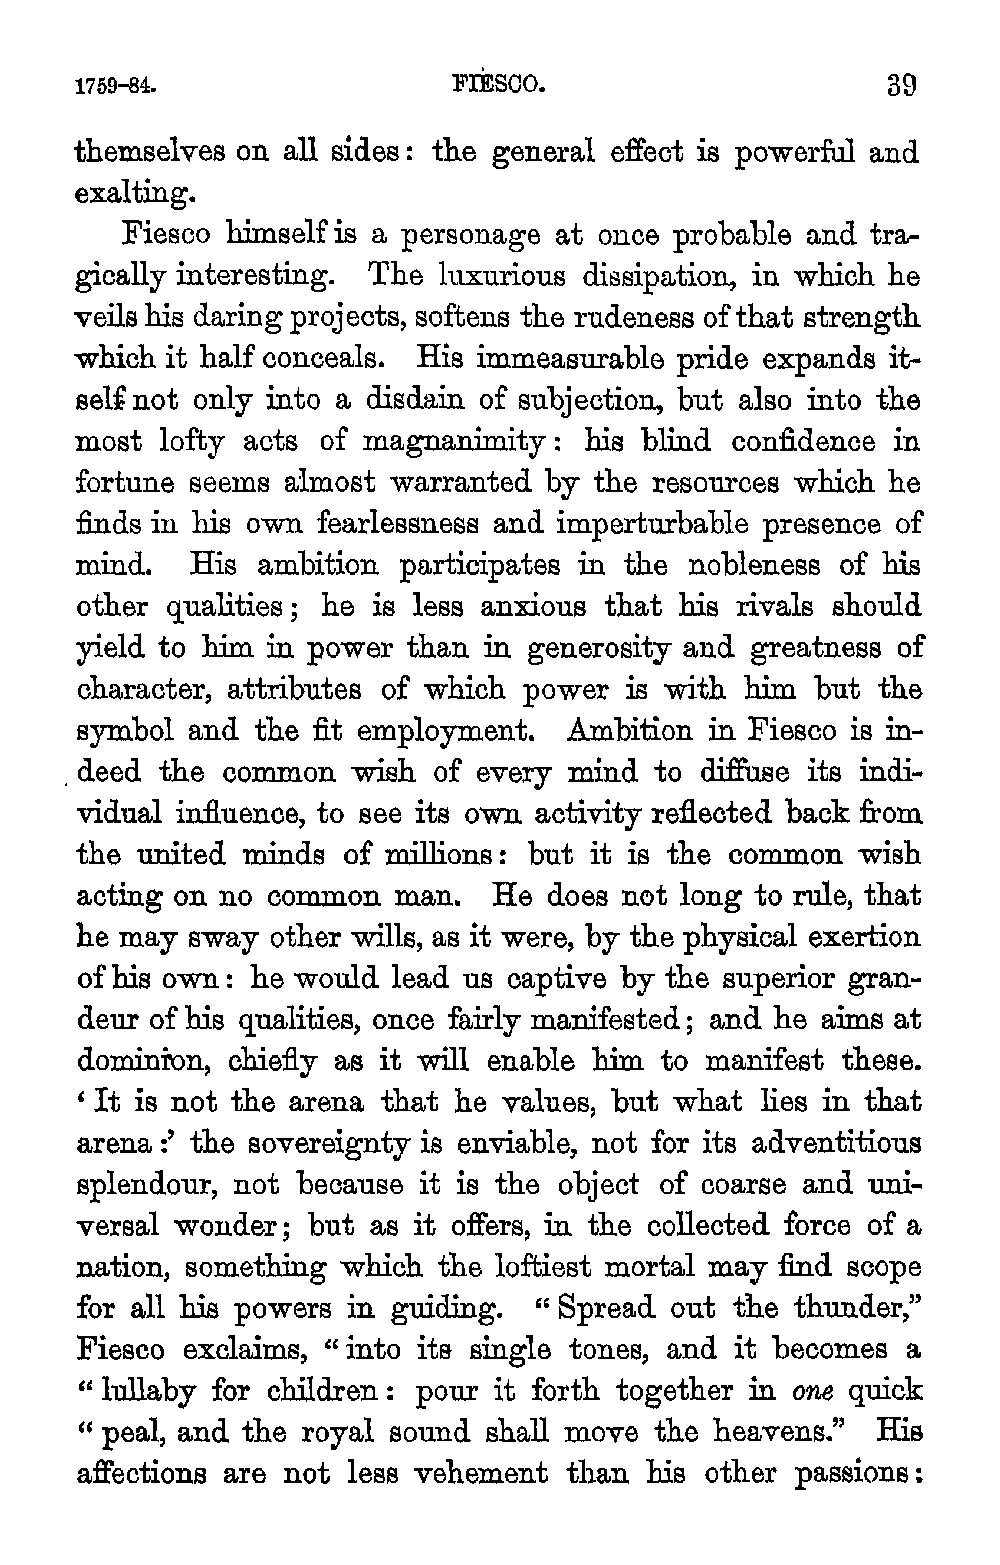 1759–84. FIESCO. 39
themselves on all sides: the general effect is powerful and
exalting.
Fiesco himself is a personage at once probable and tra-
gically interesting. The luxurious dissipation, in which he
veils his daring projects, softens the rudeness of that strength
which it half conceals. His immeasurable pride expands it-
self not only into a disdain of subjection, but also into the
most lofty acts of magnanimity: his blind confidence in
fortune seems almost warranted by the resources which he
finds in his own fearlessness and imperturbable presence of
mind. His ambition participates in the nobleness of his
other qualities; he is less anxious that his rivals should
yield to him in power than in generosity and greatness of
character, attributes of which power is with him but the
symbol and the fit employment. Ambition in Fiesco is in-
deed the common wish of every mind to diffuse its indi-
vidual influence, to see its own activity reflected back from
the united minds of millions: but it is the common wish
acting on no common man. He does not long to rule, that
he may sway other wills, as it were, by the physical exertion
of his own: he would lead us captive by the superior gran-
deur of his qualities, once fairly manifested; and he aims at
dominion, chiefly as it will enable him to manifest these.
‘It is not the arena that he values, but what lies in that
arena:’ the sovereignty is enviable, not for its adventitious
splendour, not because it is the object of coarse and uni-
versal wonder; but as it offers, in the collected force of a
nation, something which the loftiest mortal may find scope
for all his powers in guiding. “Spread out the thunder,”
Fiesco exclaims, “into its single tones, and it becomes a
“lullaby for children: pour it forth together in one quick
“peal, and the royal sound shall move the heavens.” His
affections are not less vehement than his other passions: